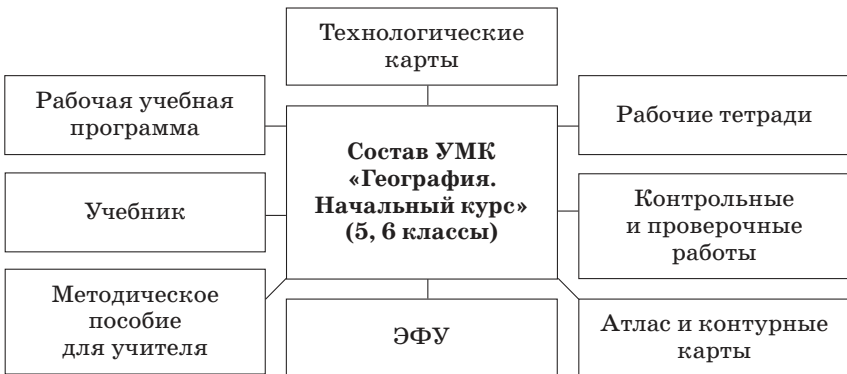 Технологические
карты
Рабочая учебная
программа
Рабочие тетради
Состав УМК
«География.
Начальный курс»
(5, 6 классы)
Учебник
Контрольные
и проверочные
работы
Методическое
пособие
для учителя
ЭФУ
Атлас и контурные
карты